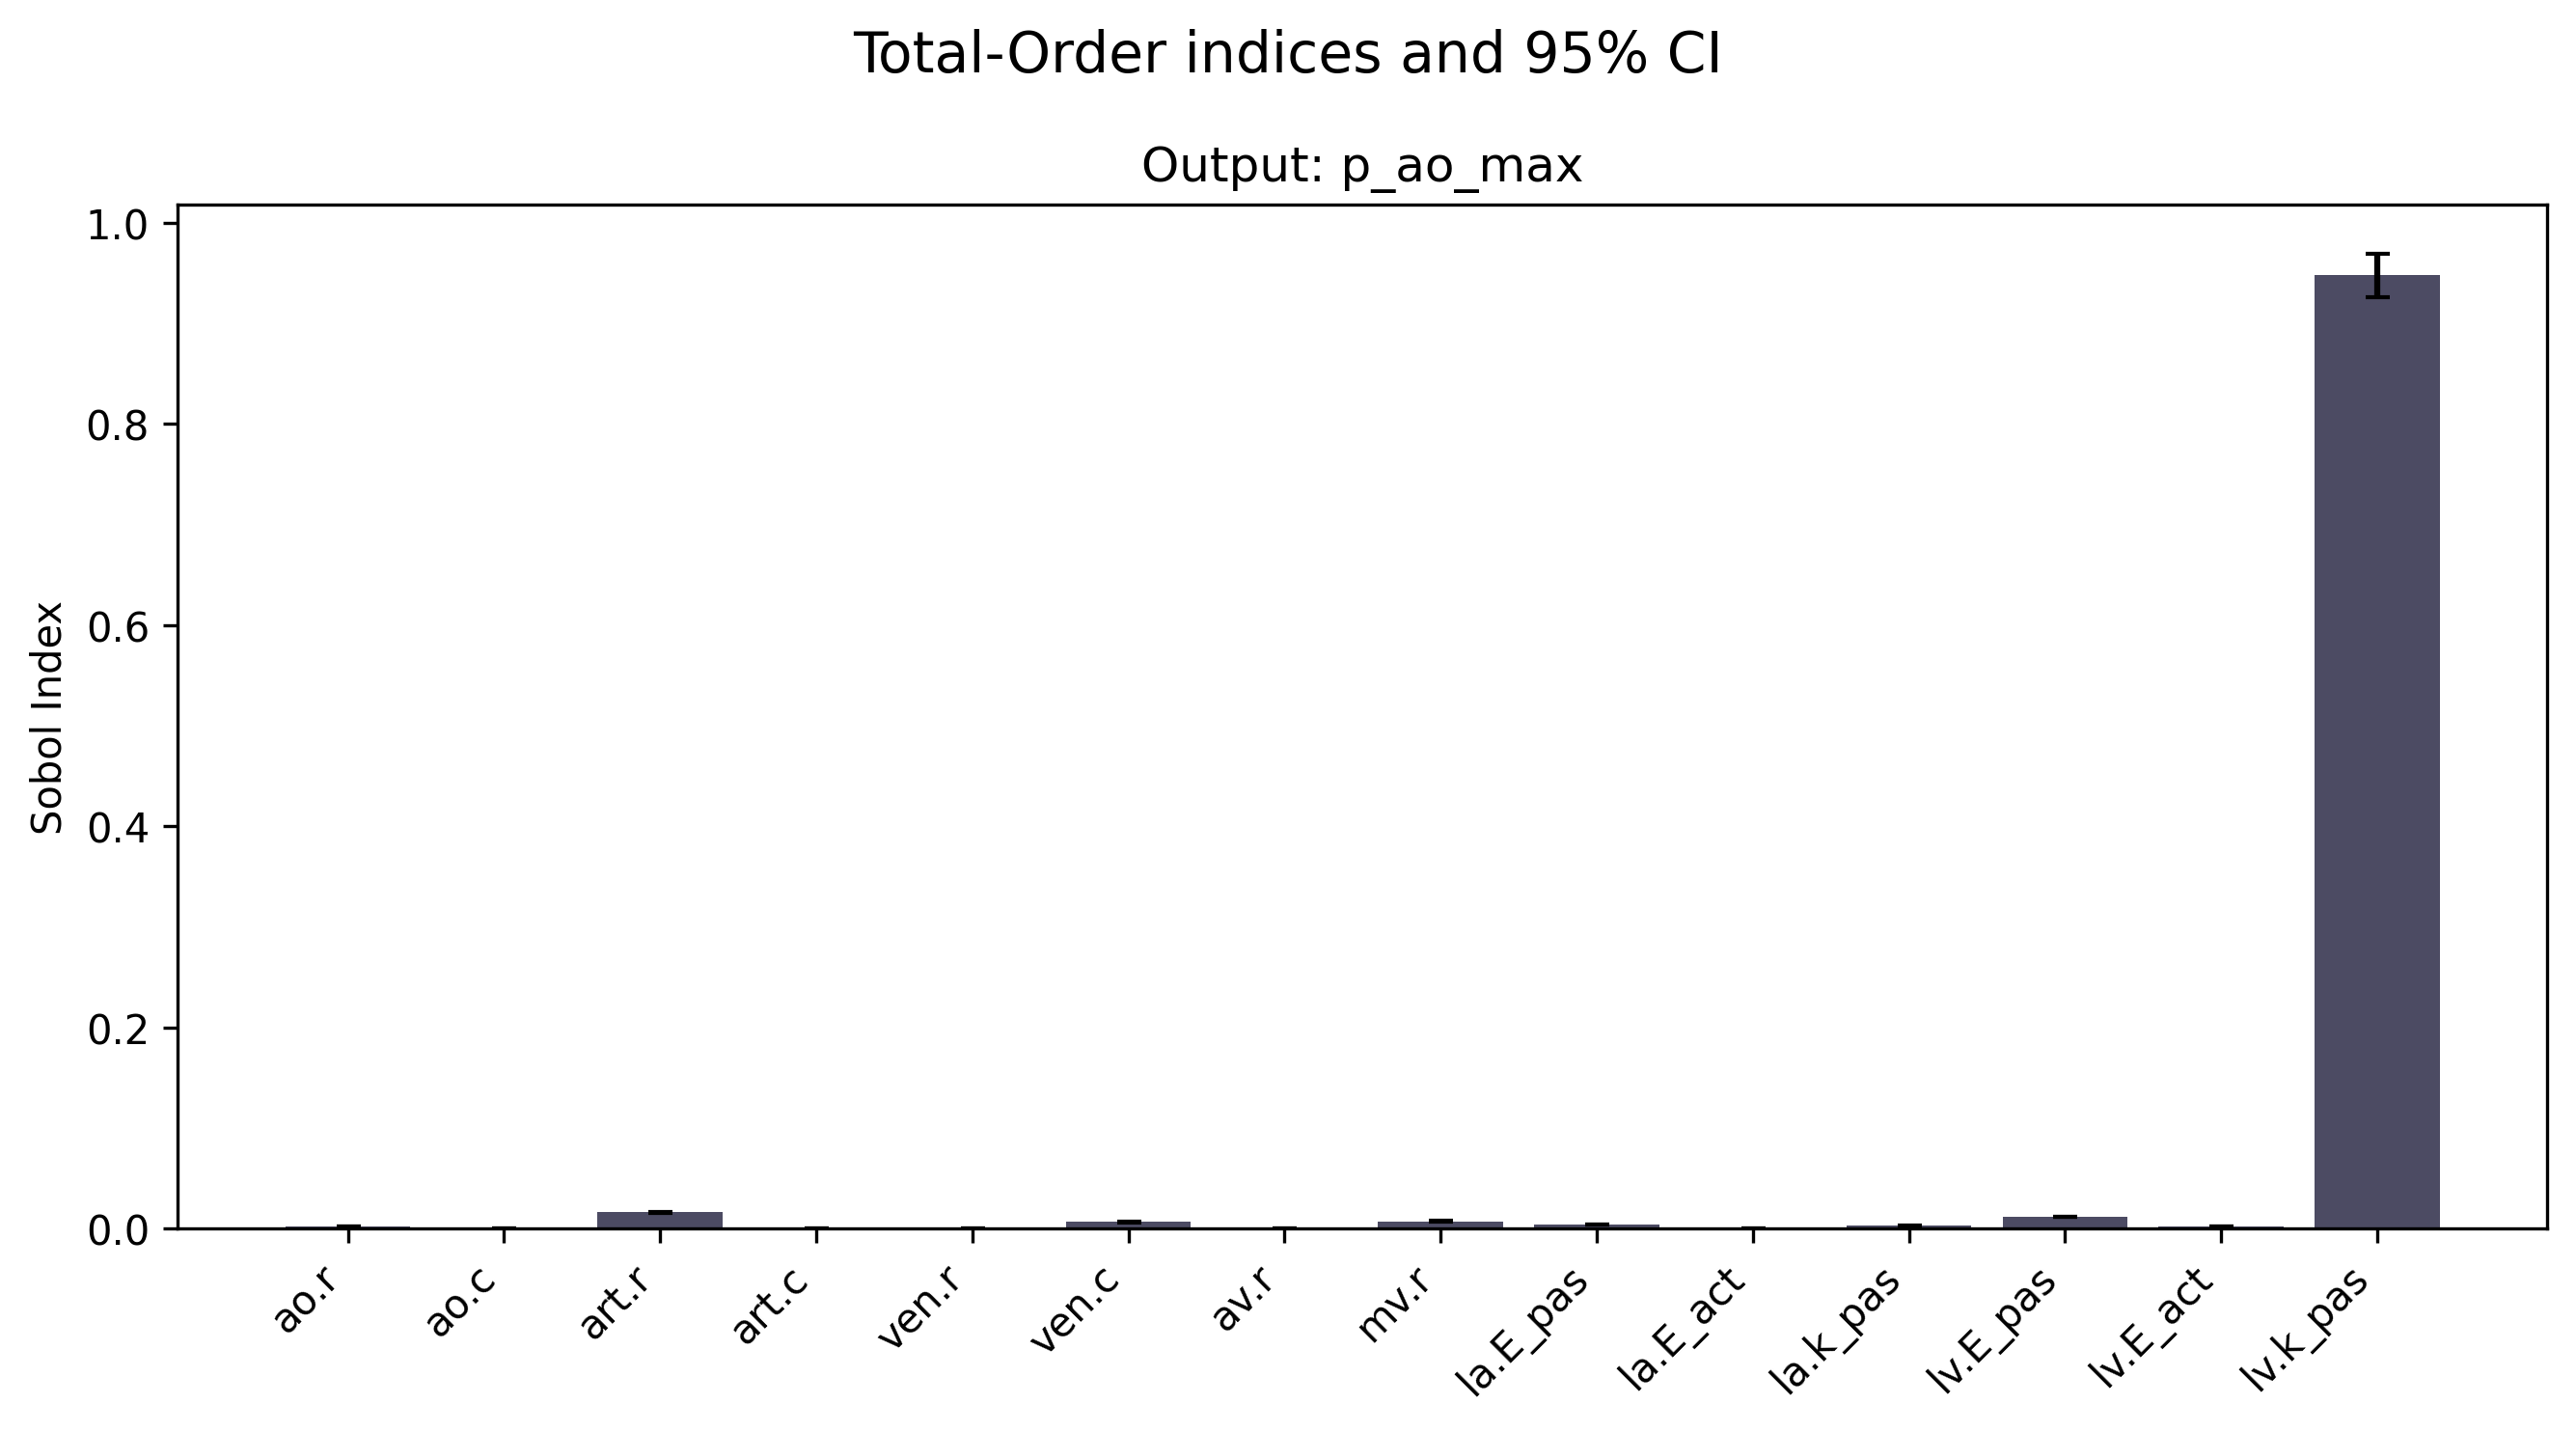 Total-Order indices and 95% CI
Output: p_ao_max
Sobol Index
1.0
0.8
0.6
0.4
0.2
0.0
ao.r
ao.c
art.r
art.c
ven.r
ven.c
av.r
mv.r
la.E_pas
la.E_act
la.k_pas
lv.E_pas
lv.E_act
lv.k_pas